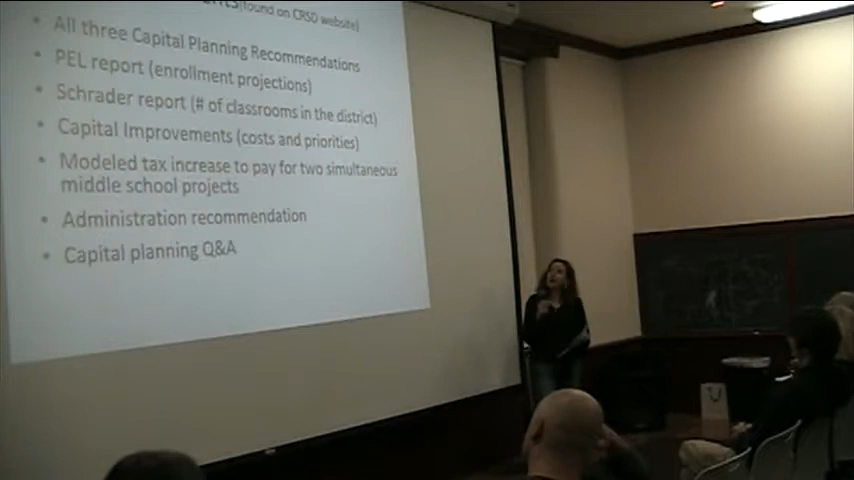 (found on CRSD website)
• All three Capital Planning Recommendations
• PEL report (enrollment projections)
• Schrader report (# of classrooms in the district)
• Capital Improvements (costs and priorities)
• Modeled tax increase to pay for two simultaneous
middle school projects
• Administration recommendation
• Capital planning Q&A